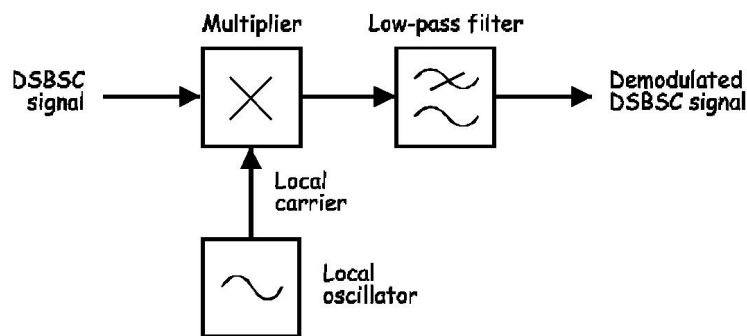 Multiplier
Low-pass filter
DSBSC
signal
Demodulated
DSBSC signal
Local
carrier
Local
oscillator